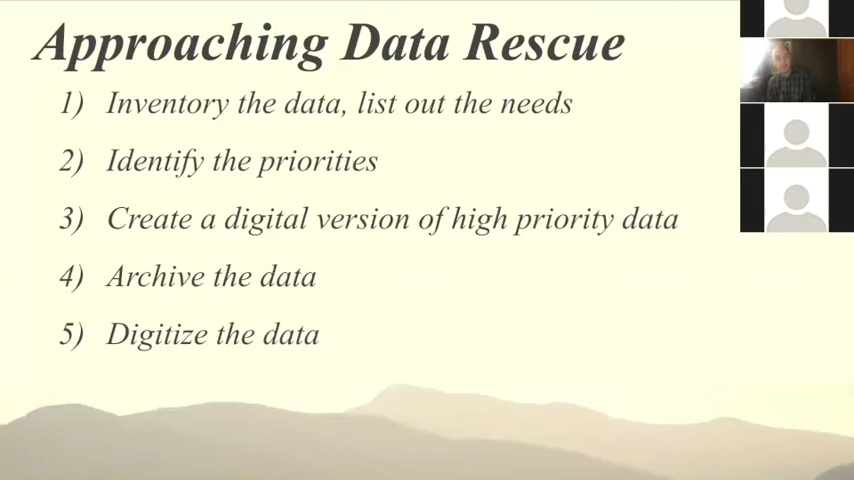 Approaching Data Rescue
1) Inventory the data, list out the needs
2) Identify the priorities
3) Create a digital version of high priority data
4) Archive the data
5) Digitize the data